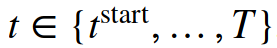 t ∈ {t^start, …, T}